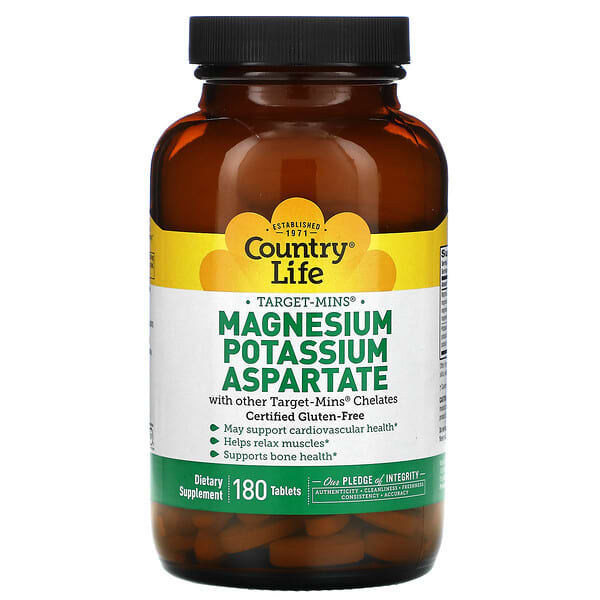 ESTABLISHED
1971
Country®
Life
• TARGET-MINS® •
MAGNESIUM
POTASSIUM
ASPARTATE
with other Target-Mins® Chelates
Certified Gluten-Free
• May support cardiovascular health*
• Helps relax muscles*
• Supports bone health*
Dietary
Supplement
180 Tablets
Our PLEDGE of INTEGRITY
AUTHENTICITY • CLEANLINESS • FRESHNESS
CONSISTENCY • ACCURACY